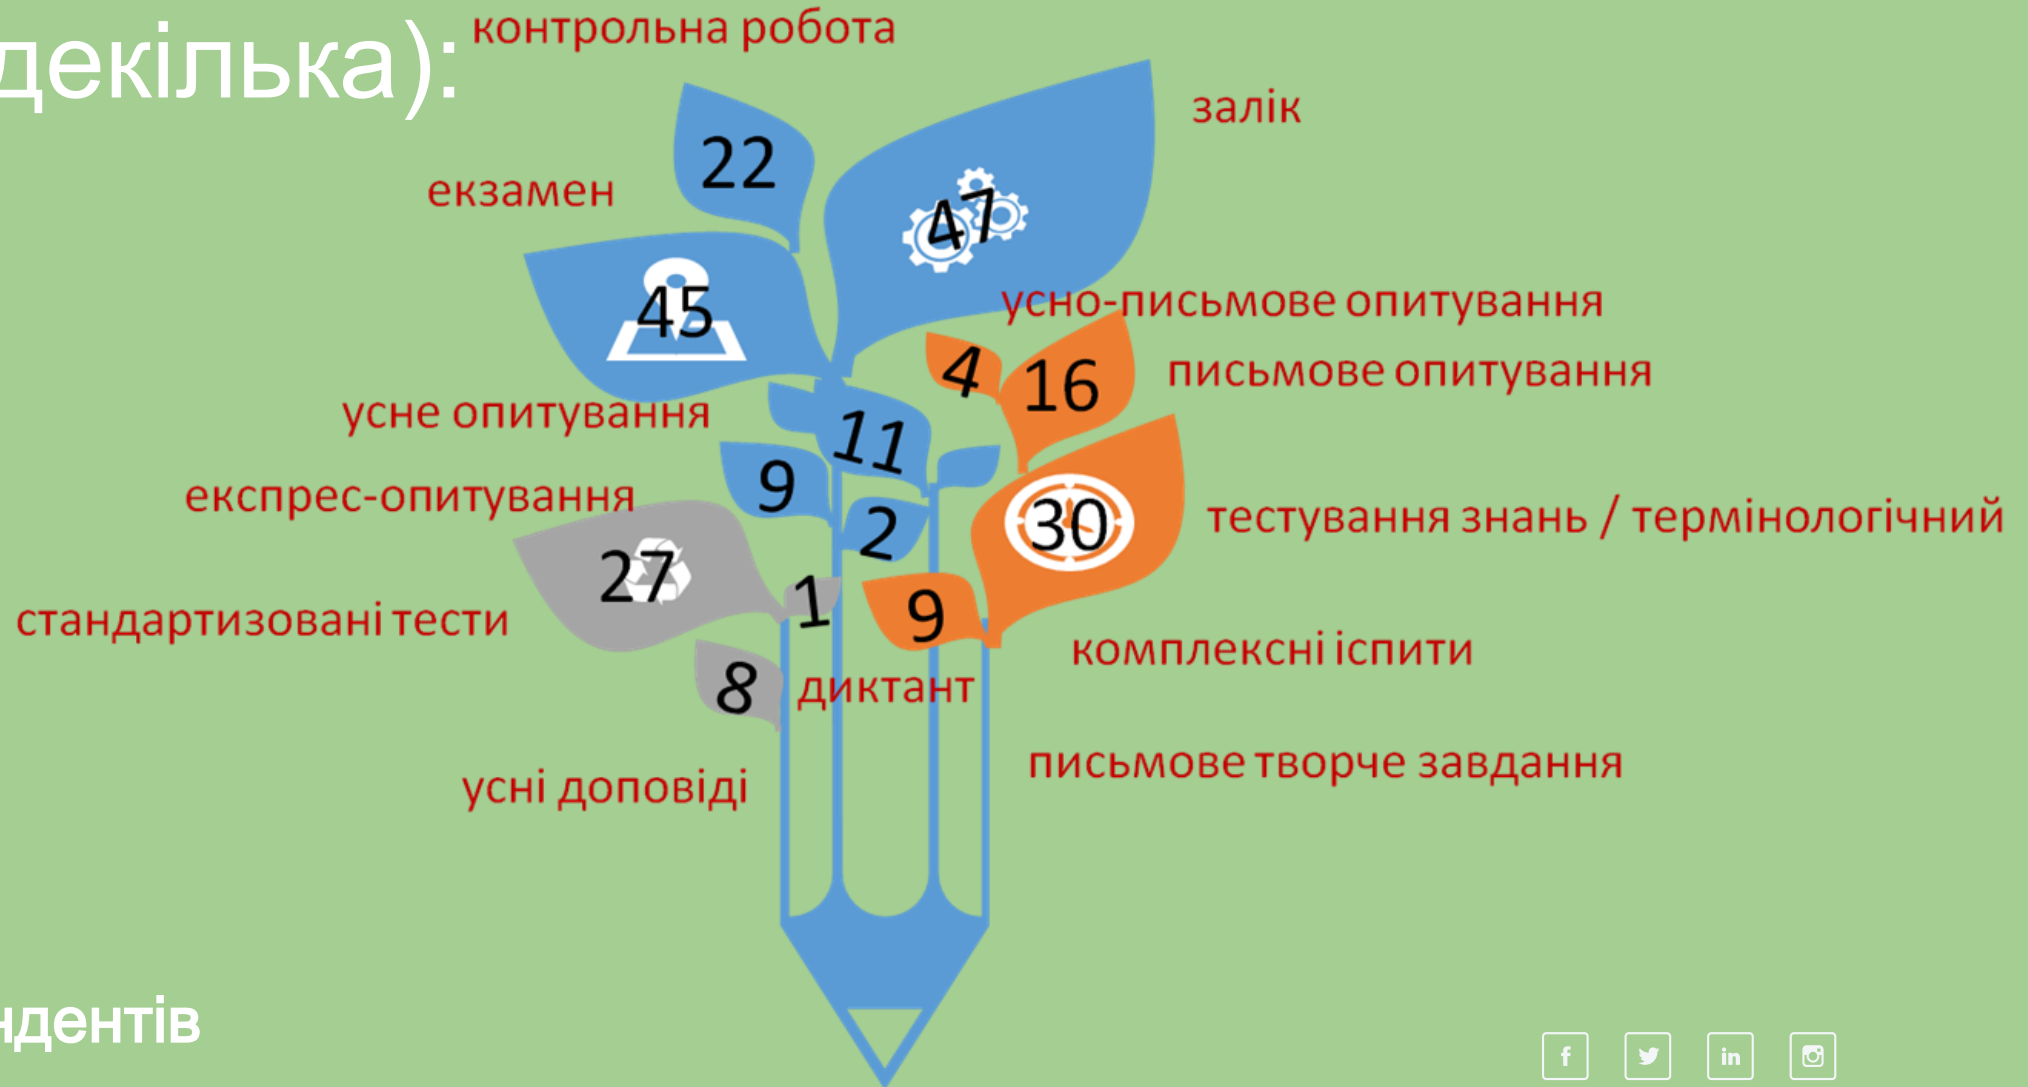 декілька):
контрольна робота
залік
22
екзамен
47
45
усно-письмове опитування
4
16
письмове опитування
усне опитування
11
9
експрес-опитування
2
30
тестування знань / термінологічний
27
1
9
стандартизовані тести
комплексні іспити
8
диктант
письмове творче завдання
усні доповіді
f
in